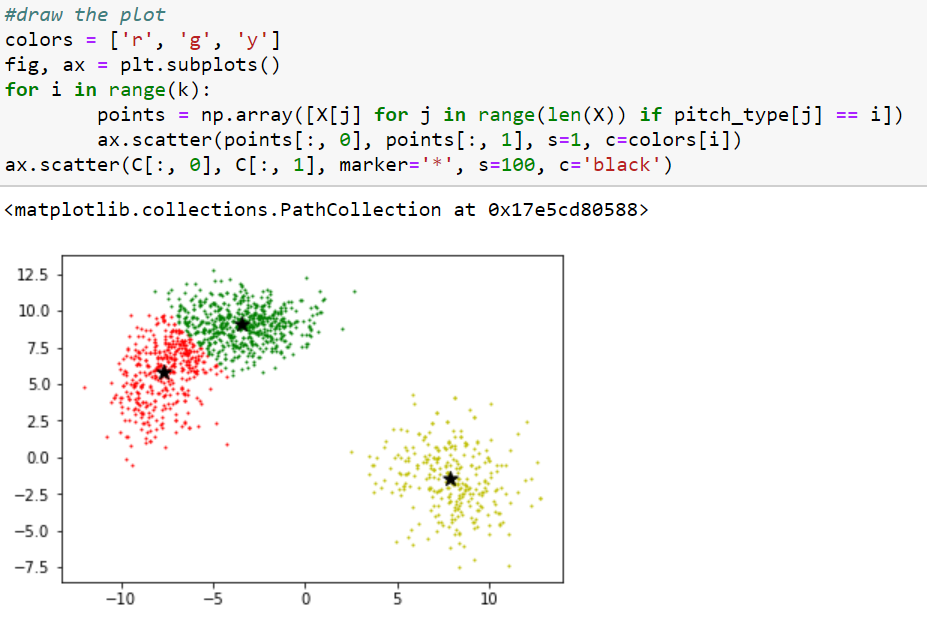 #draw the plot
colors = ['r', 'g', 'y']
fig, ax = plt.subplots()
for i in range(k):
        points = np.array([X[j] for j in range(len(X)) if pitch_type[j] == i])
        ax.scatter(points[:, 0], points[:, 1], s=1, c=colors[i])
ax.scatter(C[:, 0], C[:, 1], marker='*', s=100, c='black')
<matplotlib.collections.PathCollection at 0x17e5cd80588>
12.5
10.0
7.5
5.0
2.5
0.0
−2.5
−5.0
−7.5
−10 −5 0 5 10